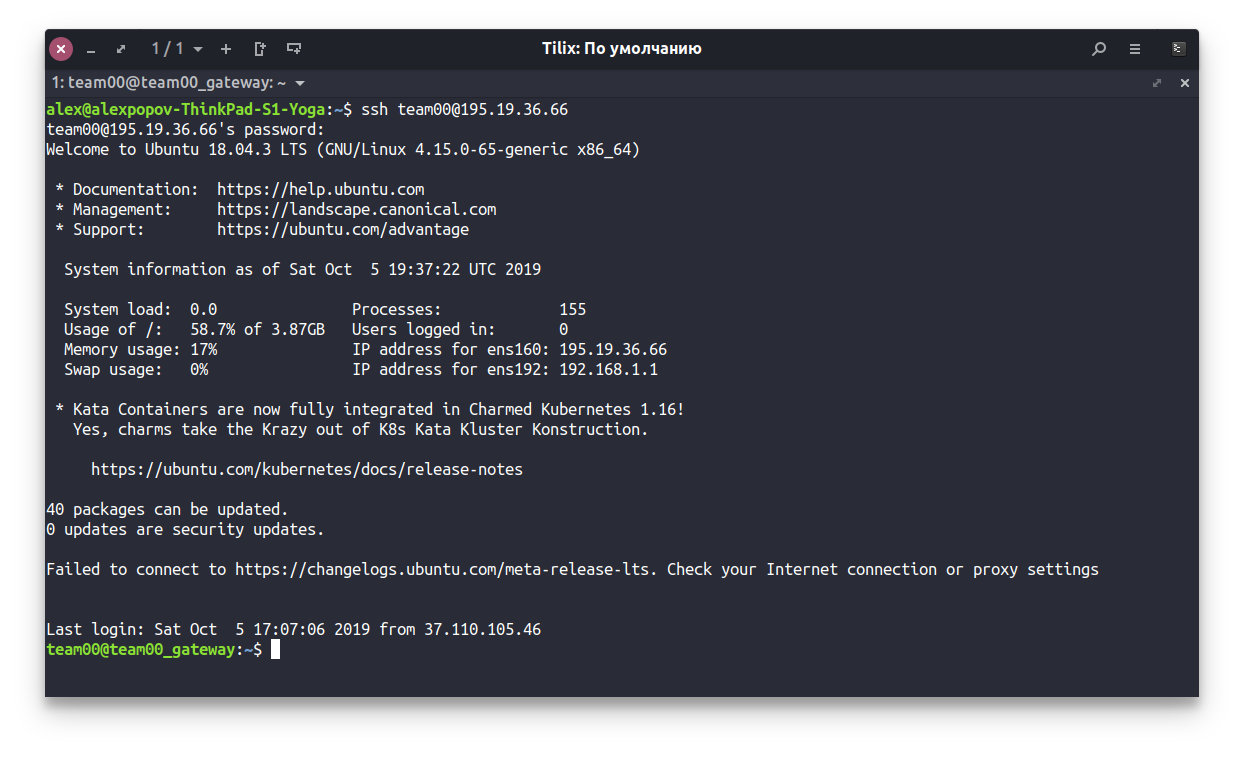 1 / 1
Tilix: По умолчанию
1: team00@team00_gateway: ~
alex@alexpopov-ThinkPad-S1-Yoga:~$ ssh team00@195.19.36.66
team00@195.19.36.66's password:
Welcome to Ubuntu 18.04.3 LTS (GNU/Linux 4.15.0-65-generic x86_64)
* Documentation:  https://help.ubuntu.com
* Management:     https://landscape.canonical.com
* Support:        https://ubuntu.com/advantage
System information as of Sat Oct  5 19:37:22 UTC 2019
System load:  0.0               Processes:             155
Usage of /:   58.7% of 3.87GB   Users logged in:       0
Memory usage: 17%               IP address for ens160: 195.19.36.66
Swap usage:   0%                IP address for ens192: 192.168.1.1
* Kata Containers are now fully integrated in Charmed Kubernetes 1.16!
Yes, charms take the Krazy out of K8s Kata Kluster Konstruction.
https://ubuntu.com/kubernetes/docs/release-notes
40 packages can be updated.
0 updates are security updates.
Failed to connect to https://changelogs.ubuntu.com/meta-release-lts. Check your Internet connection or proxy settings
Last login: Sat Oct  5 17:07:06 2019 from 37.110.105.46
team00@team00_gateway:~$